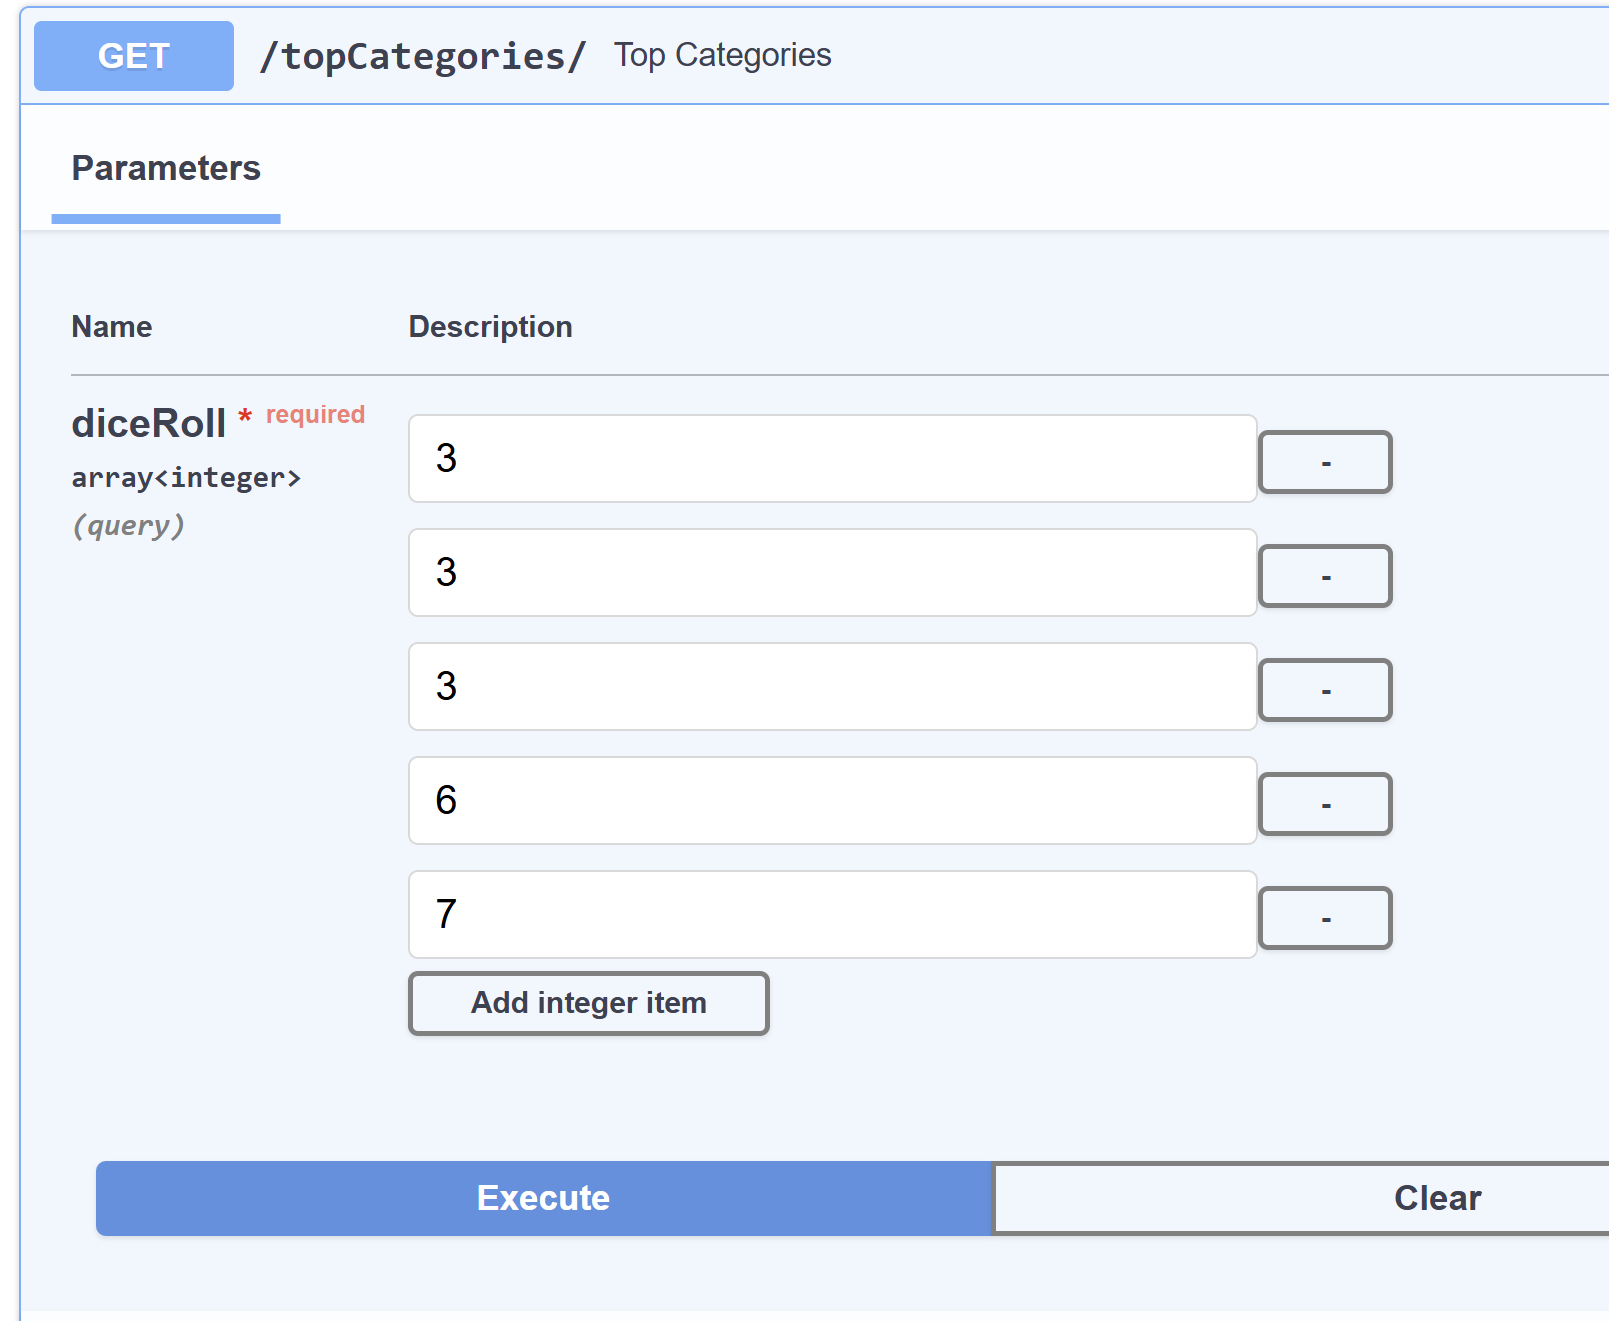 GET /topCategories/ Top Categories
Parameters
Name Description
diceRoll * required
array<integer>
(query)
3 -
3 -
3 -
6 -
7 -
Add integer item
Execute Clear